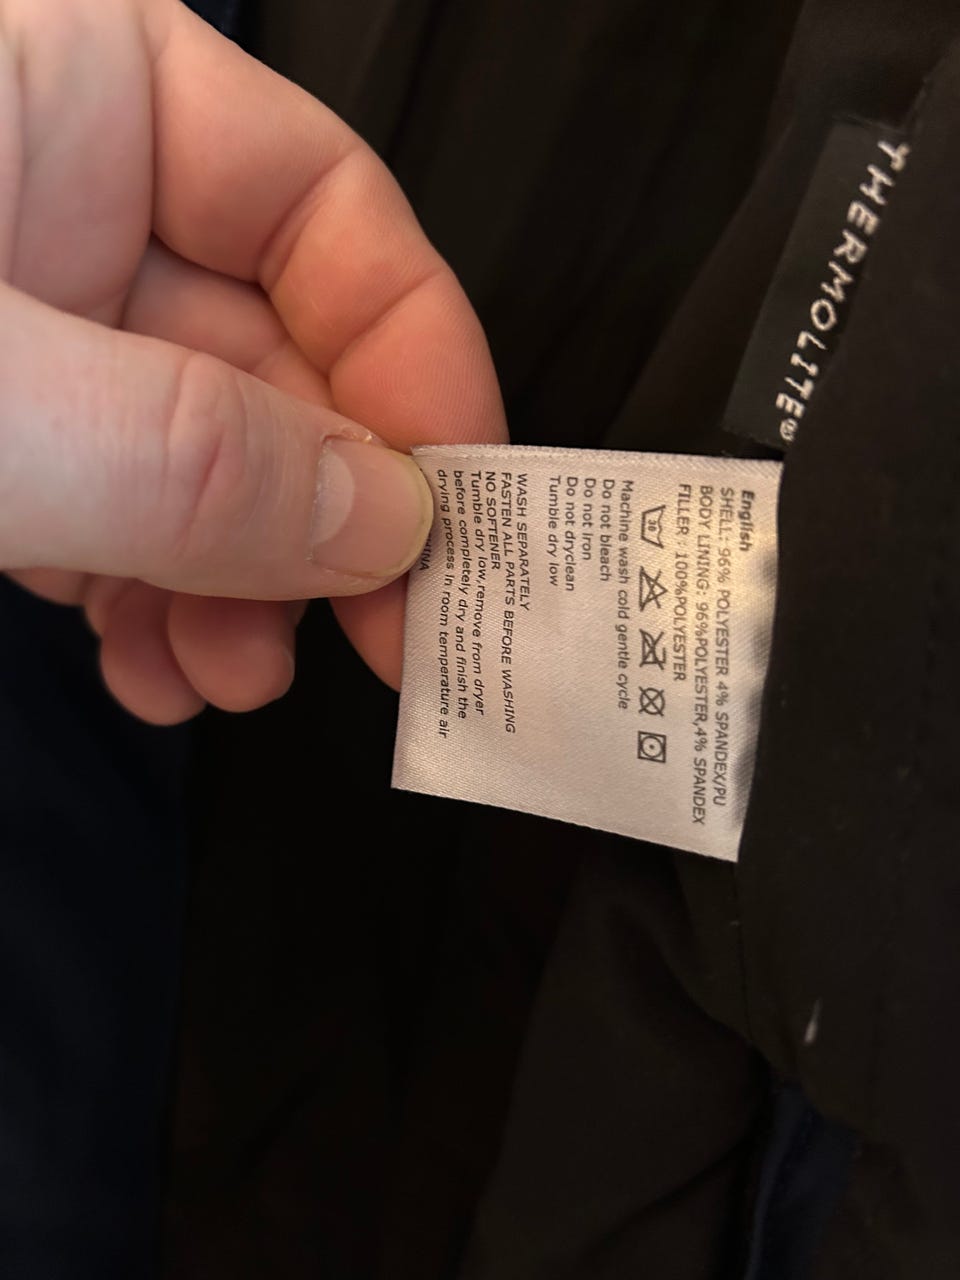 THERMOLITE®
English
SHELL: 96% POLYESTER 4% SPANDEX/PU
BODY LINING: 96%POLYESTER,4% SPANDEX
FILLER : 100%POLYESTER
30
Machine wash cold gentle cycle
Do not bleach
Do not iron
Do not dryclean
Tumble dry low
WASH SEPARATELY
FASTEN ALL PARTS BEFORE WASHING
NO SOFTENER
Tumble dry low,remove from dryer
before completely dry and finish the
drying process in room temperature air